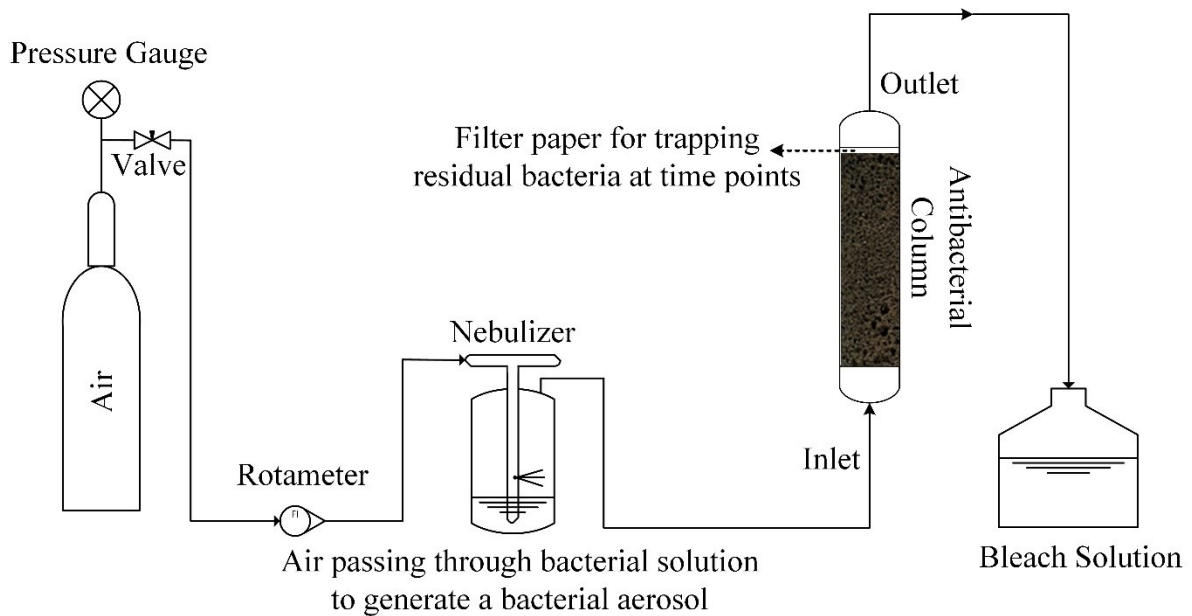 Pressure Gauge
Valve
Air
Rotameter
FI
Nebulizer
Air passing through bacterial solution
to generate a bacterial aerosol
Inlet
Outlet
Filter paper for trapping
residual bacteria at time points
Antibacterial
Column
Bleach Solution